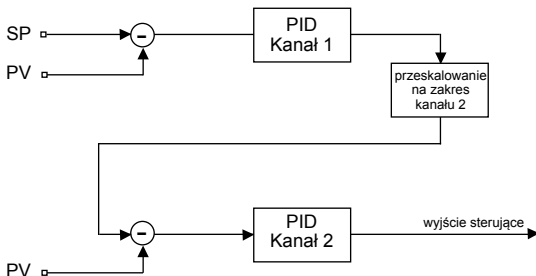 SP
-
PID
Kanał 1
PV
przeskalowanie
na zakres
kanału 2
-
PID
Kanał 2
wyjście sterujące
PV